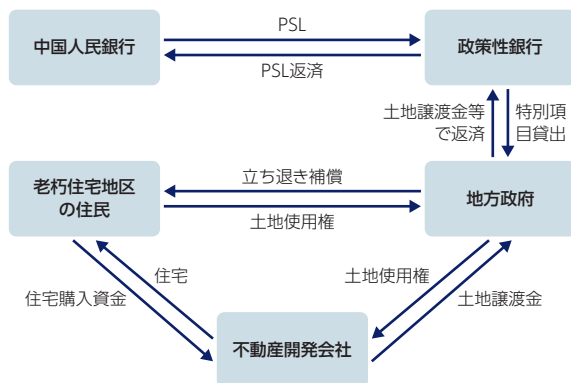 PSL
中国人民銀行
政策性銀行
PSL返済
土地譲渡金等
で返済
特別項
目貸出
老朽住宅地区
の住民
立ち退き補償
地方政府
土地使用権
住宅
土地使用権
住宅購入資金
土地譲渡金
不動産開発会社